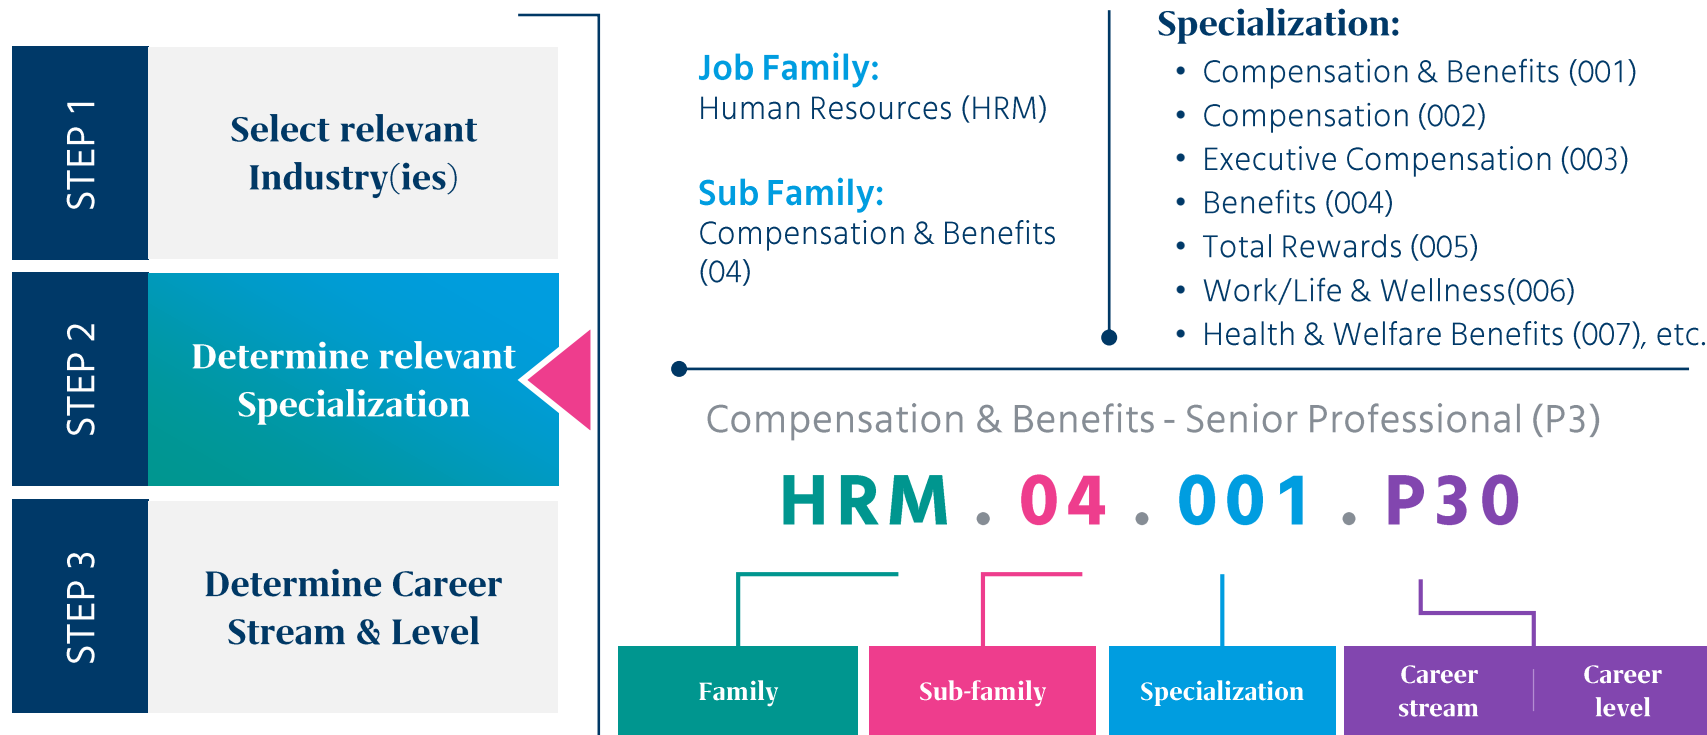 STEP 1
Select relevant
Industry(ies)
STEP 2
Determine relevant
Specialization
STEP 3
Determine Career
Stream & Level
Job Family:
Human Resources (HRM)
Sub Family:
Compensation & Benefits
(04)
Specialization:
• Compensation & Benefits (001)
• Compensation (002)
• Executive Compensation (003)
• Benefits (004)
• Total Rewards (005)
• Work/Life & Wellness(006)
• Health & Welfare Benefits (007), etc.
Compensation & Benefits - Senior Professional (P3)
HRM . 04 . 001 . P30
Family
Sub-family
Specialization
Career
stream
Career
level